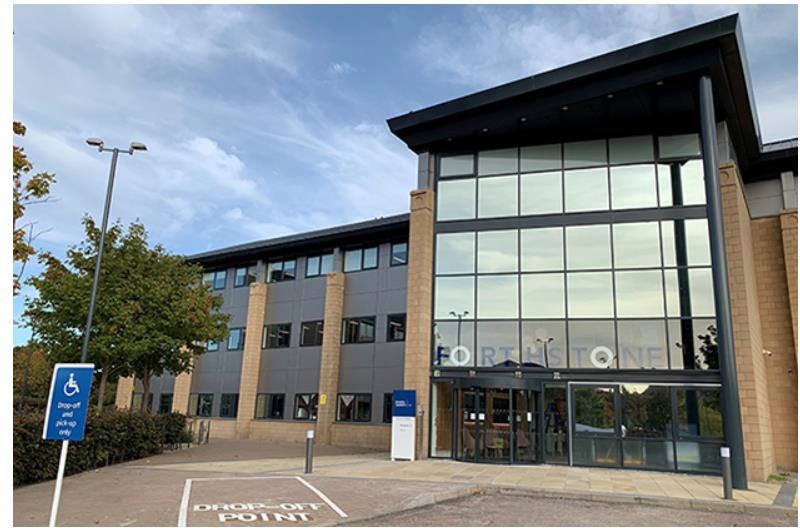 FORTHSTONE
Drop-off
and
pick-up
only
DROP-OFF
POINT